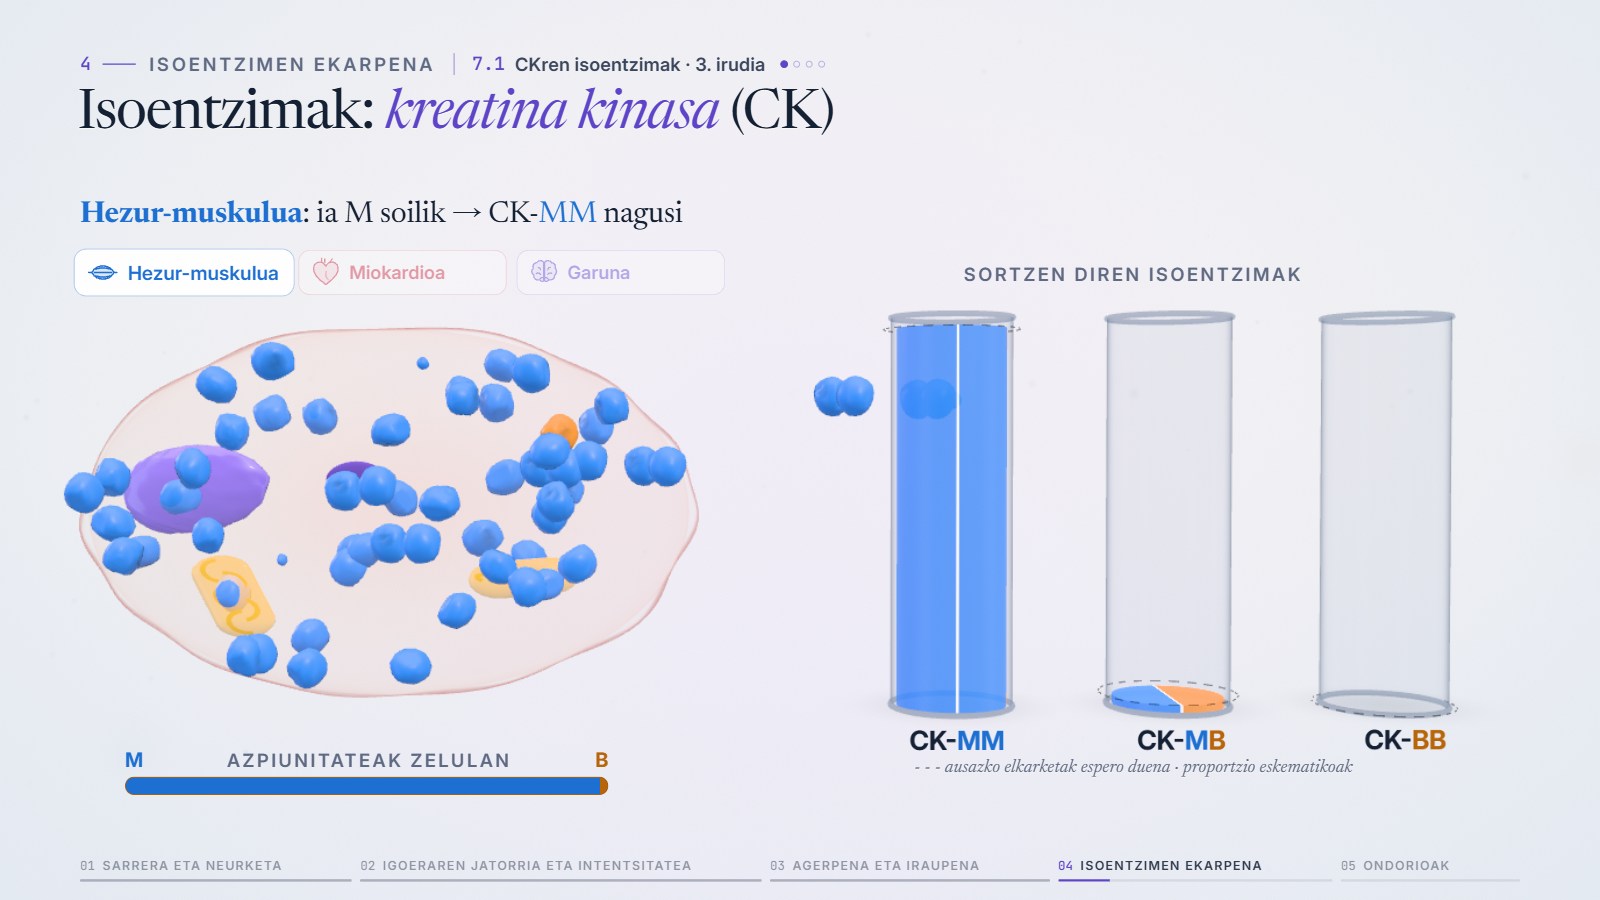 4 — ISOENTZIMEN EKARPENA | 7.1 CKren isoentzimak · 3. irudia
Isoentzimak: kreatina kinasa (CK)
Hezur-muskulua: ia M soilik → CK-MM nagusi
Hezur-muskulua Miokardioa Garuna
SORTZEN DIREN ISOENTZIMAK
CK-MM CK-MB CK-BB
- - - ausazko elkarketak espero duena · proportzio eskematikoak
M AZPIUNITATEAK ZELULAN B
01 SARRERA ETA NEURKETA 02 IGOERAREN JATORRIA ETA INTENTSITATEA 03 AGERPENA ETA IRAUPENA 04 ISOENTZIMEN EKARPENA 05 ONDORIOAK